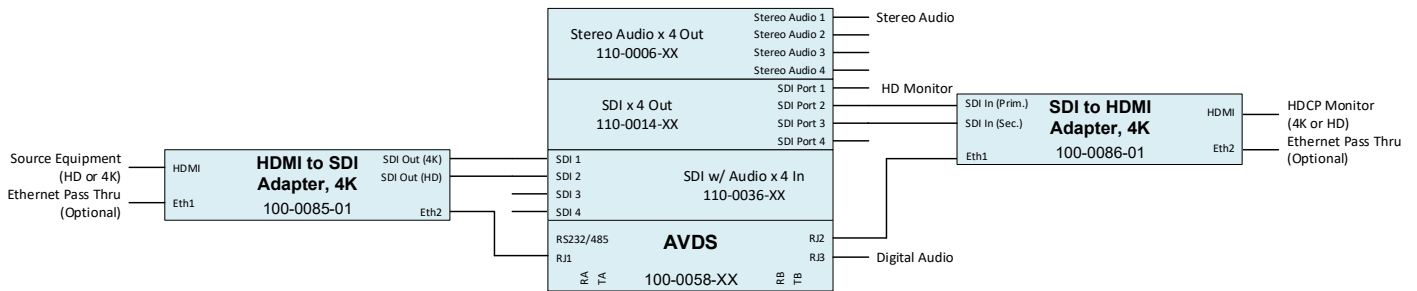 Stereo Audio x 4 Out
110-0006-XX
Stereo Audio 1
Stereo Audio 2
Stereo Audio 3
Stereo Audio 4
Stereo Audio
SDI x 4 Out
110-0014-XX
SDI Port 1
SDI Port 2
SDI Port 3
SDI Port 4
HD Monitor
SDI In (Prim.)
SDI In (Sec.)
Eth1
SDI to HDMI
Adapter, 4K
100-0086-01
HDMI
Eth2
HDCP Monitor
(4K or HD)
Ethernet Pass Thru
(Optional)
Source Equipment
(HD or 4K)
Ethernet Pass Thru
(Optional)
HDMI
Eth1
HDMI to SDI
Adapter, 4K
100-0085-01
SDI Out (4K)
SDI Out (HD)
Eth2
SDI 1
SDI 2
SDI 3
SDI 4
SDI w/ Audio x 4 In
110-0036-XX
RS232/485
RJ1
AVDS
100-0058-XX
RA
TA
RB
TB
RJ2
RJ3
Digital Audio